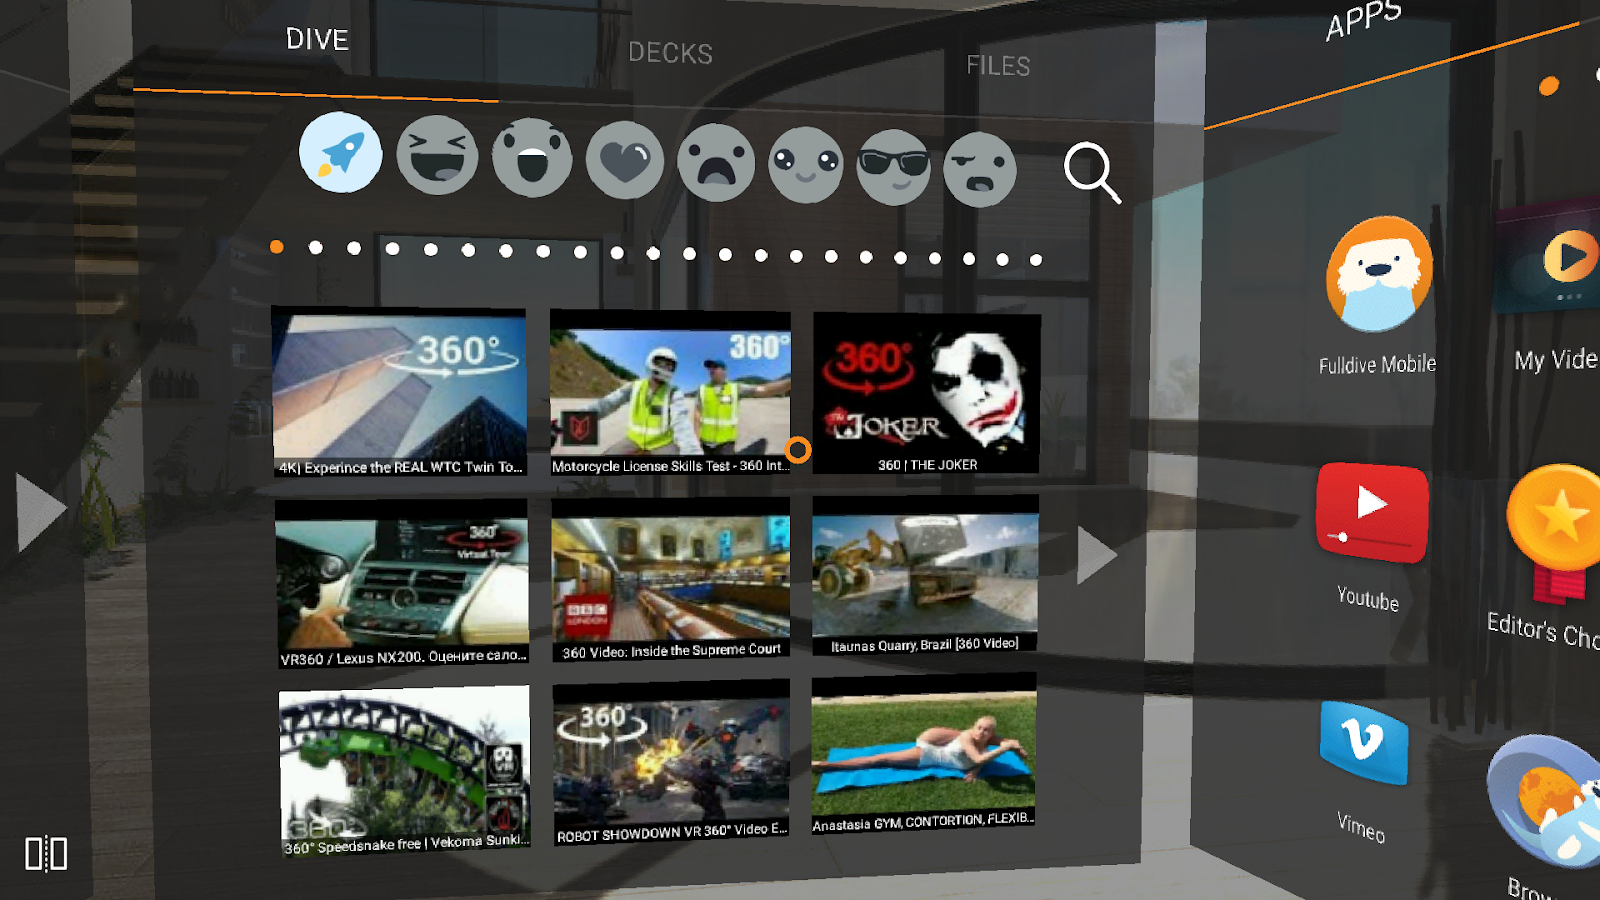 DIVE
DECKS
FILES
APPS
360°
4K| Experince the REAL WTC Twin To...
360°
Motorcycle License Skills Test - 360 Int...
360°
JOKER
360 | THE JOKER
Fulldive Mobile
My Vide
360°
Virtual Tour
VR360 / Lexus NX200. Оцените сало...
BBC
LONDON
360 Video: Inside the Supreme Court
Itaunas Quarry, Brazil [360 Video]
Youtube
Editor's Cho
VR
360°
360° Speedsnake free | Vekoma Sunki...
360°
ROBOT SHOWDOWN VR 360° Video E...
Anastasia GYM, CONTORTION, FLEXIB...
Vimeo
Brow